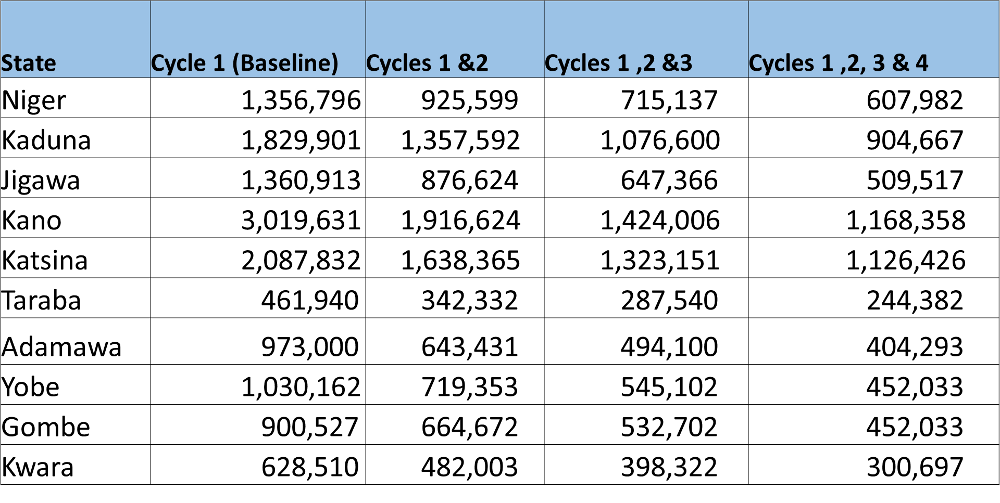 State Cycle 1 (Baseline) Cycles 1 &2 Cycles 1 ,2 &3 Cycles 1 ,2, 3 & 4
Niger 1,356,796 925,599 715,137 607,982
Kaduna 1,829,901 1,357,592 1,076,600 904,667
Jigawa 1,360,913 876,624 647,366 509,517
Kano 3,019,631 1,916,624 1,424,006 1,168,358
Katsina 2,087,832 1,638,365 1,323,151 1,126,426
Taraba 461,940 342,332 287,540 244,382
Adamawa 973,000 643,431 494,100 404,293
Yobe 1,030,162 719,353 545,102 452,033
Gombe 900,527 664,672 532,702 452,033
Kwara 628,510 482,003 398,322 300,697